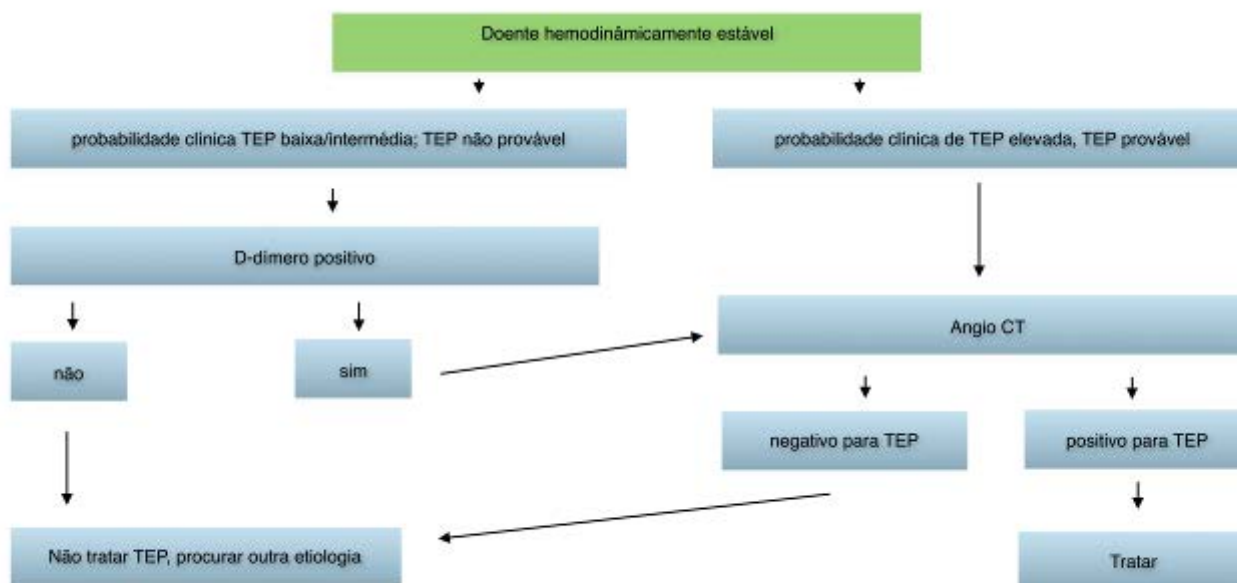 Doente hemodinâmicamente estável
probabilidade clínica TEP baixa/intermédia; TEP não provável
probabilidade clínica de TEP elevada, TEP provável
D-dímero positivo
Angio CT
não
sim
negativo para TEP
positivo para TEP
Não tratar TEP, procurar outra etiologia
Tratar